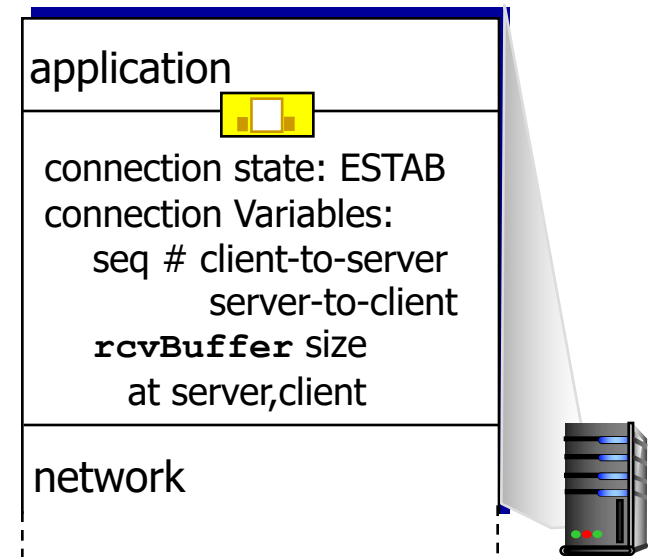 application
connection state: ESTAB
connection Variables:
seq # client-to-server
server-to-client
rcvBuffer size
at server,client
network